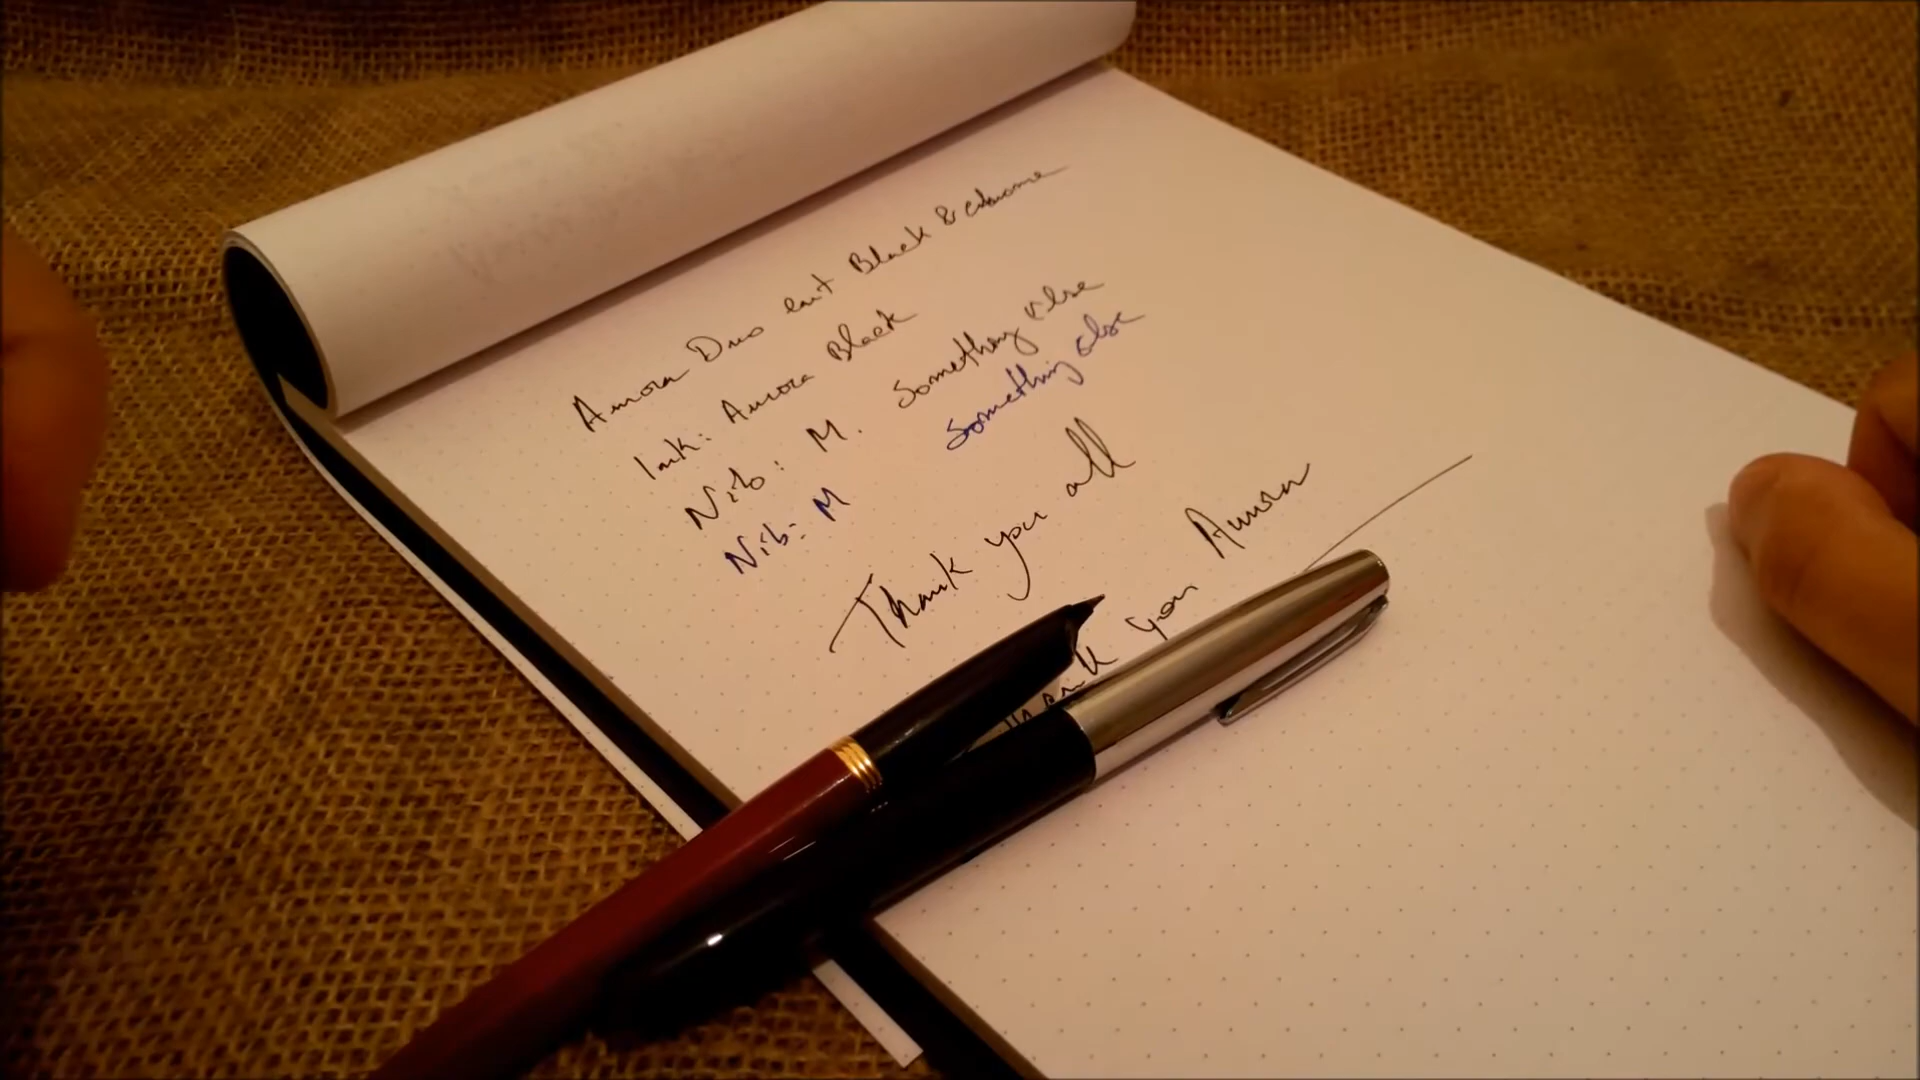 Aurora Duo cart Black & chrome
Ink: Aurora Black
Nib: M. Something else
Nib: M Something else
Thank you all
Thank you Aurora